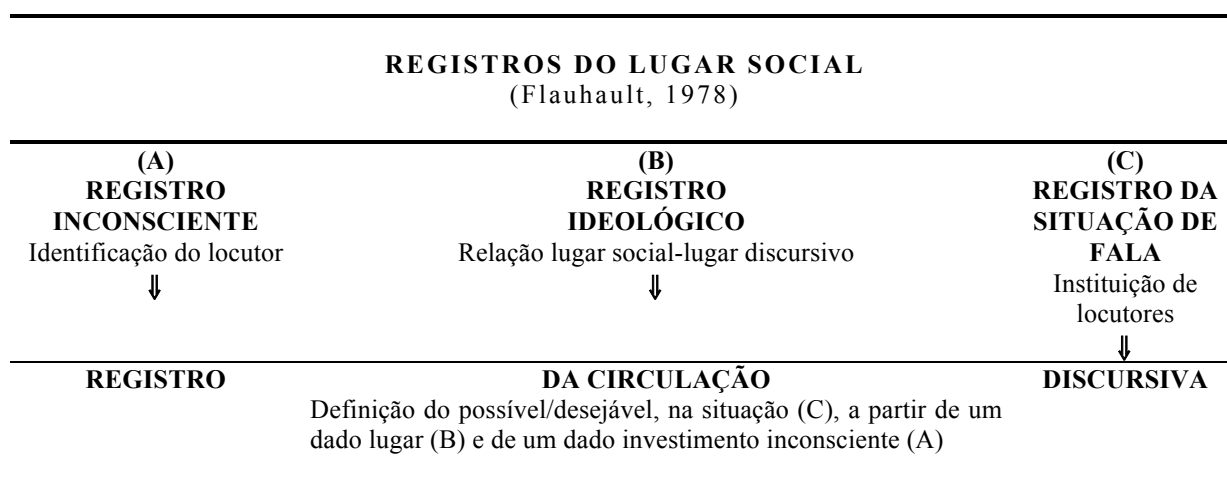 REGISTROS DO LUGAR SOCIAL
(Flauhault, 1978)
(A)
REGISTRO
INCONSCIENTE
Identificação do locutor
⇓
(B)
REGISTRO
IDEOLÓGICO
Relação lugar social-lugar discursivo
⇓
(C)
REGISTRO DA
SITUAÇÃO DE
FALA
Instituição de
locutores
⇓
REGISTRO DA CIRCULAÇÃO DISCURSIVA
Definição do possível/desejável, na situação (C), a partir de um
dado lugar (B) e de um dado investimento inconsciente (A)